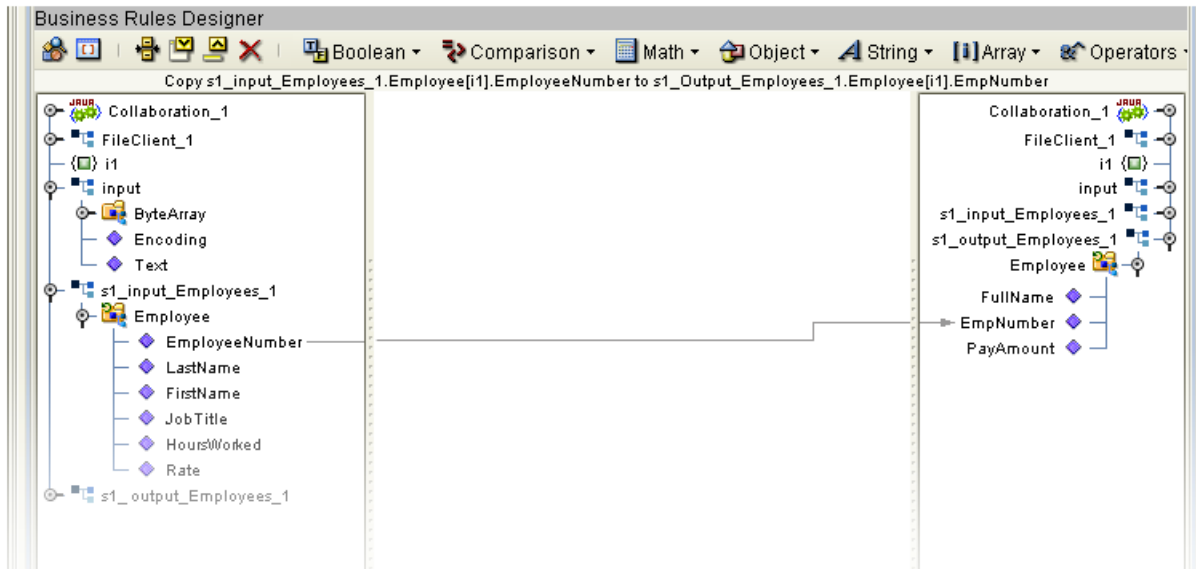 Business Rules Designer
Boolean Comparison Math Object String [i] Array Operators
Copy s1_input_Employees_1.Employee[i1].EmployeeNumber to s1_Output_Employees_1.Employee[i1].EmpNumber
JAVA Collaboration_1
FileClient_1
i1
input
ByteArray
Encoding
Text
s1_input_Employees_1
Employee
EmployeeNumber
LastName
FirstName
JobTitle
HoursWorked
Rate
s1_output_Employees_1
Collaboration_1 JAVA
FileClient_1
i1
input
s1_input_Employees_1
s1_output_Employees_1
Employee
FullName
EmpNumber
PayAmount